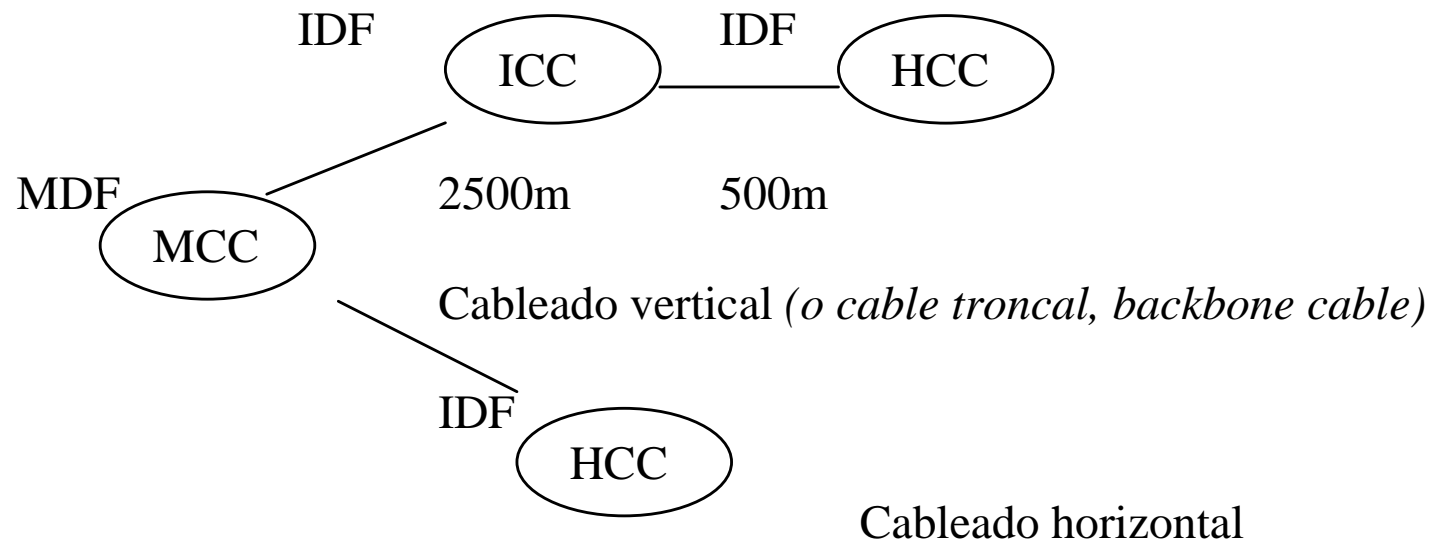 IDF
IDF
ICC
HCC
MDF
2500m
500m
MCC
Cableado vertical (o cable troncal, backbone cable)
IDF
HCC
Cableado horizontal